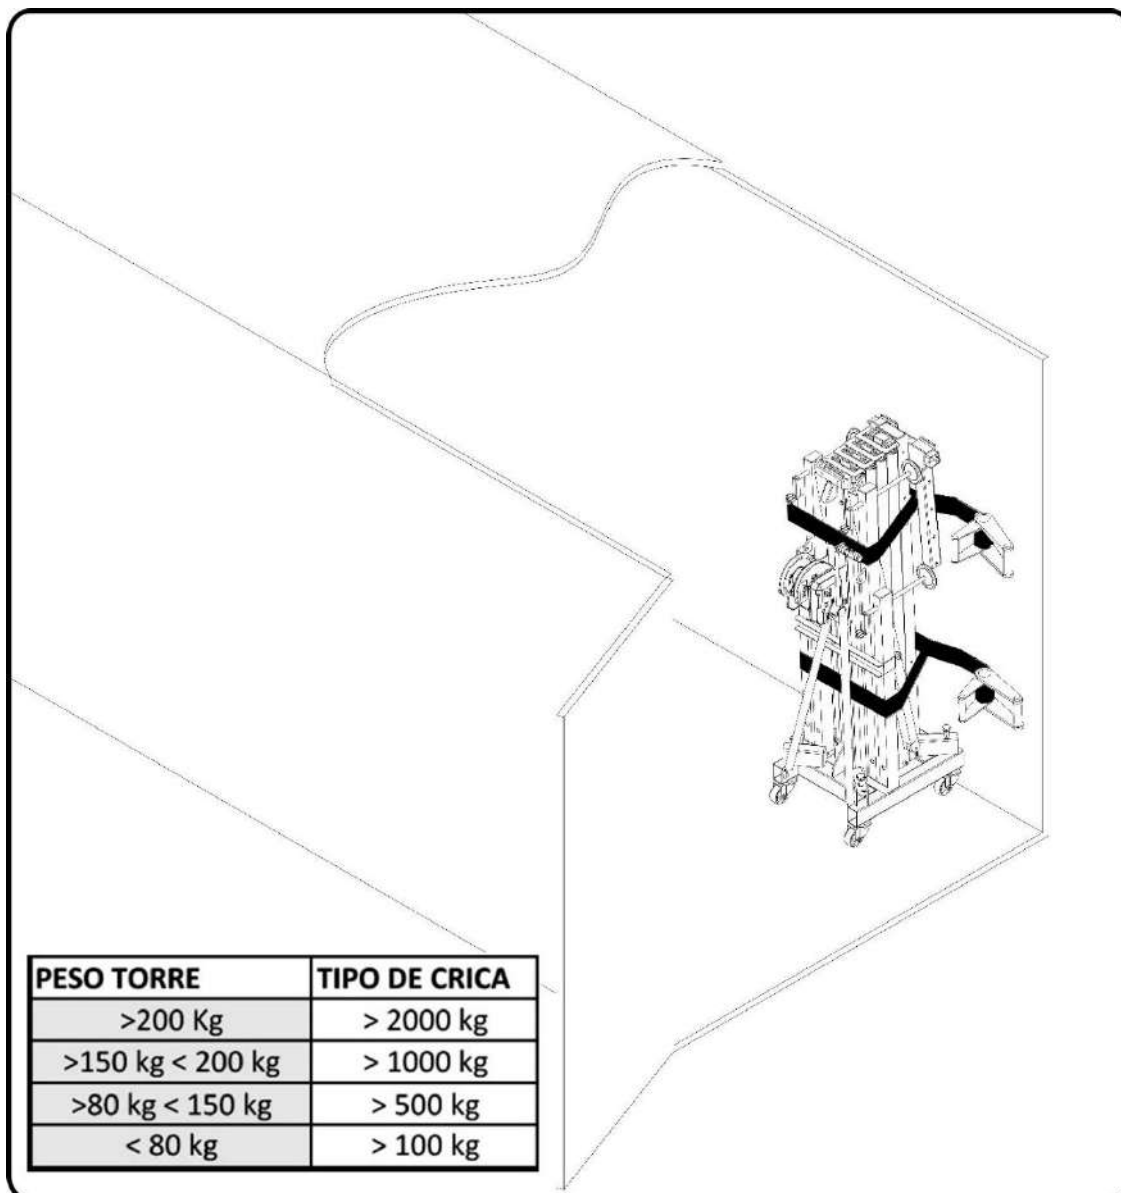 PESO TORRE TIPO DE CRICA
>200 Kg > 2000 kg
>150 kg < 200 kg > 1000 kg
>80 kg < 150 kg > 500 kg
< 80 kg > 100 kg